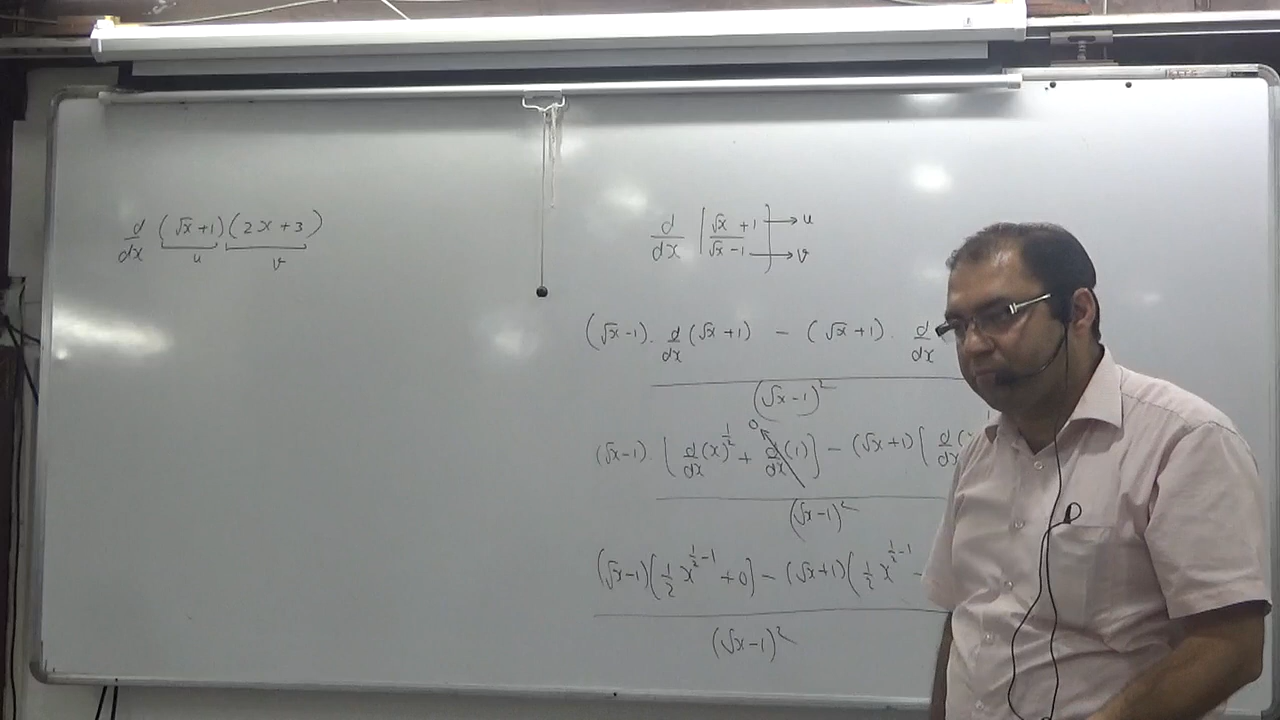 d/dx (√x + 1)(2x + 3)
u v
d/dx [(√x + 1)/(√x − 1)] → u → v
(√x−1). d/dx (√x + 1) − (√x + 1). d/dx
(√x − 1)²
(√x−1). [d/dx (x)^(1/2) + d/dx (1)] − (√x+1)[d/dx (x
0
(√x−1)²
(√x−1)[1/2 x^(1/2 −1) + 0] − (√x+1)(1/2 x^(1/2 −1) −
(√x−1)²